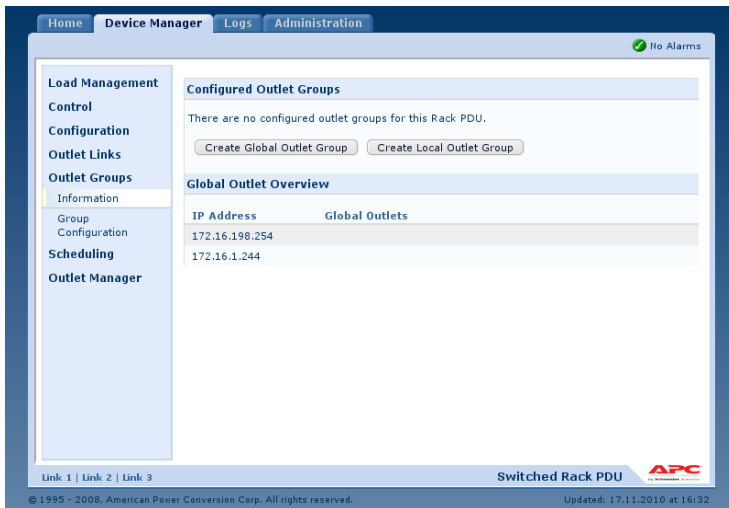 Home Device Manager Logs Administration
No Alarms
Load Management
Control
Configuration
Outlet Links
Outlet Groups
Information
Group
Configuration
Scheduling
Outlet Manager
Configured Outlet Groups
There are no configured outlet groups for this Rack PDU.
Create Global Outlet Group Create Local Outlet Group
Global Outlet Overview
IP Address Global Outlets
172.16.198.254
172.16.1.244
Link 1 | Link 2 | Link 3
Switched Rack PDU
APC
by Schneider Electric
© 1995 - 2008, American Power Conversion Corp. All rights reserved.
Updated: 17.11.2010 at 16:32